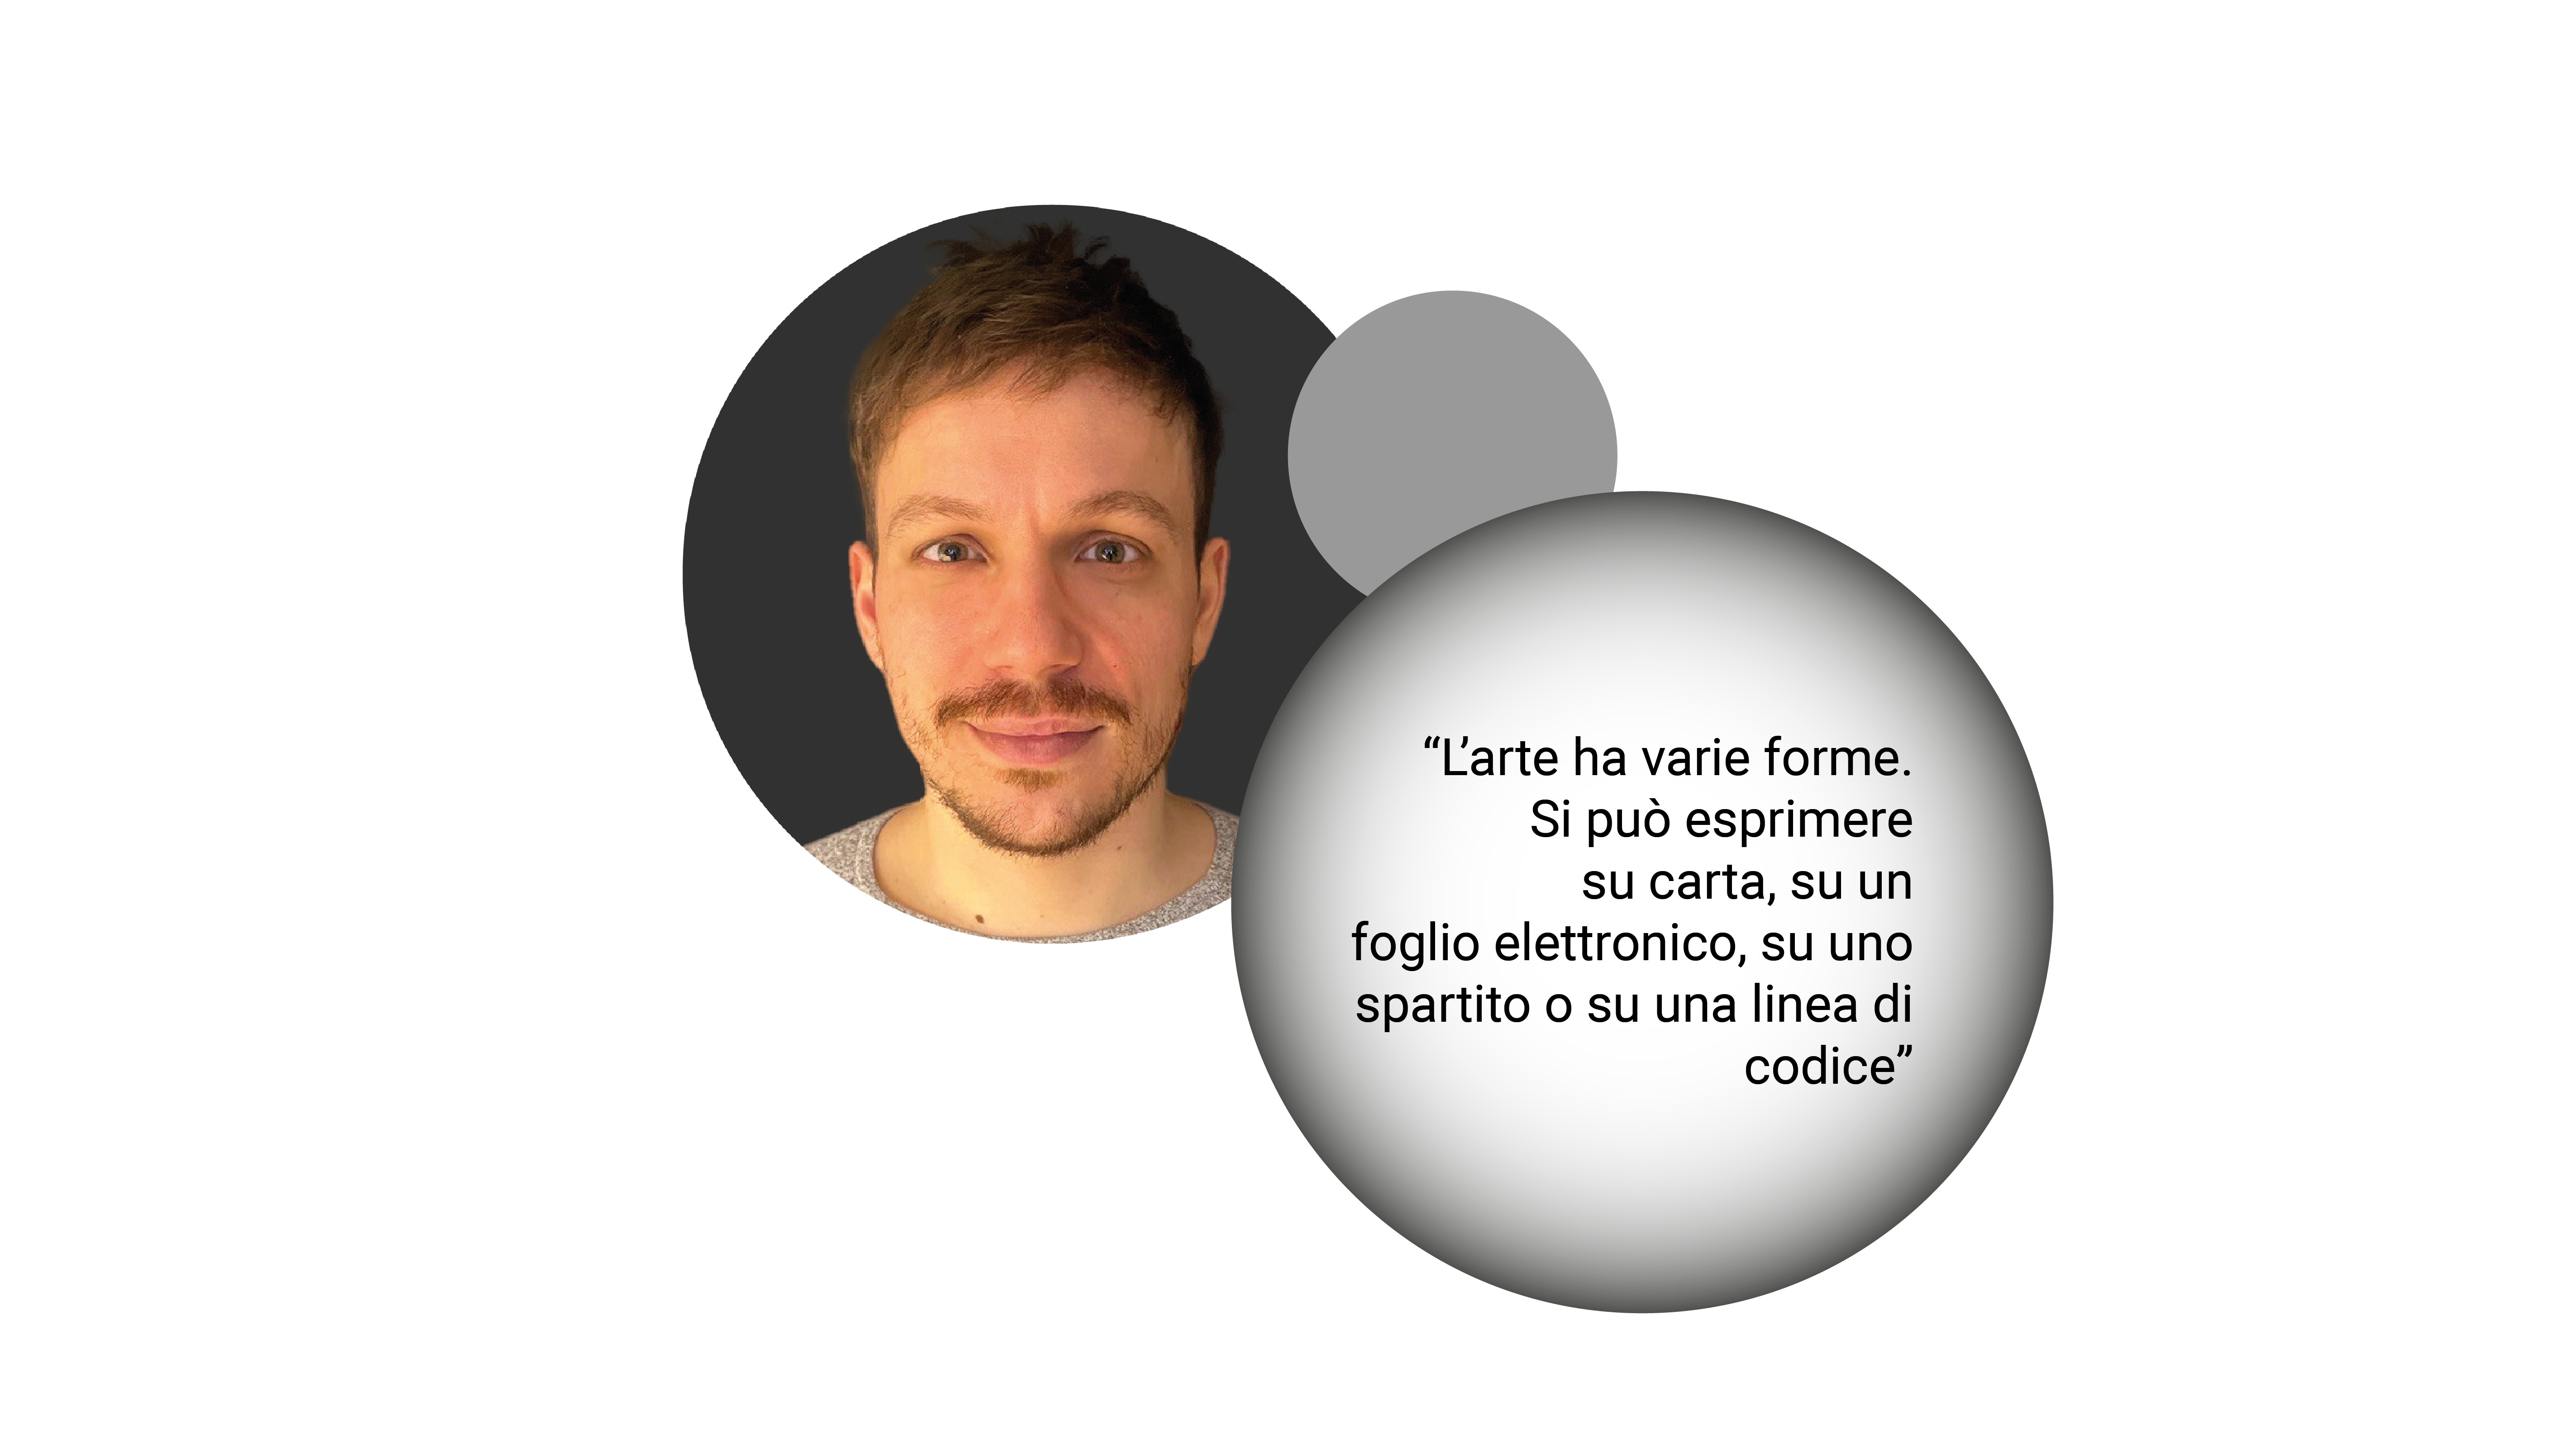 “L’arte ha varie forme.
Si può esprimere
su carta, su un
foglio elettronico, su uno
spartito o su una linea di
codice”